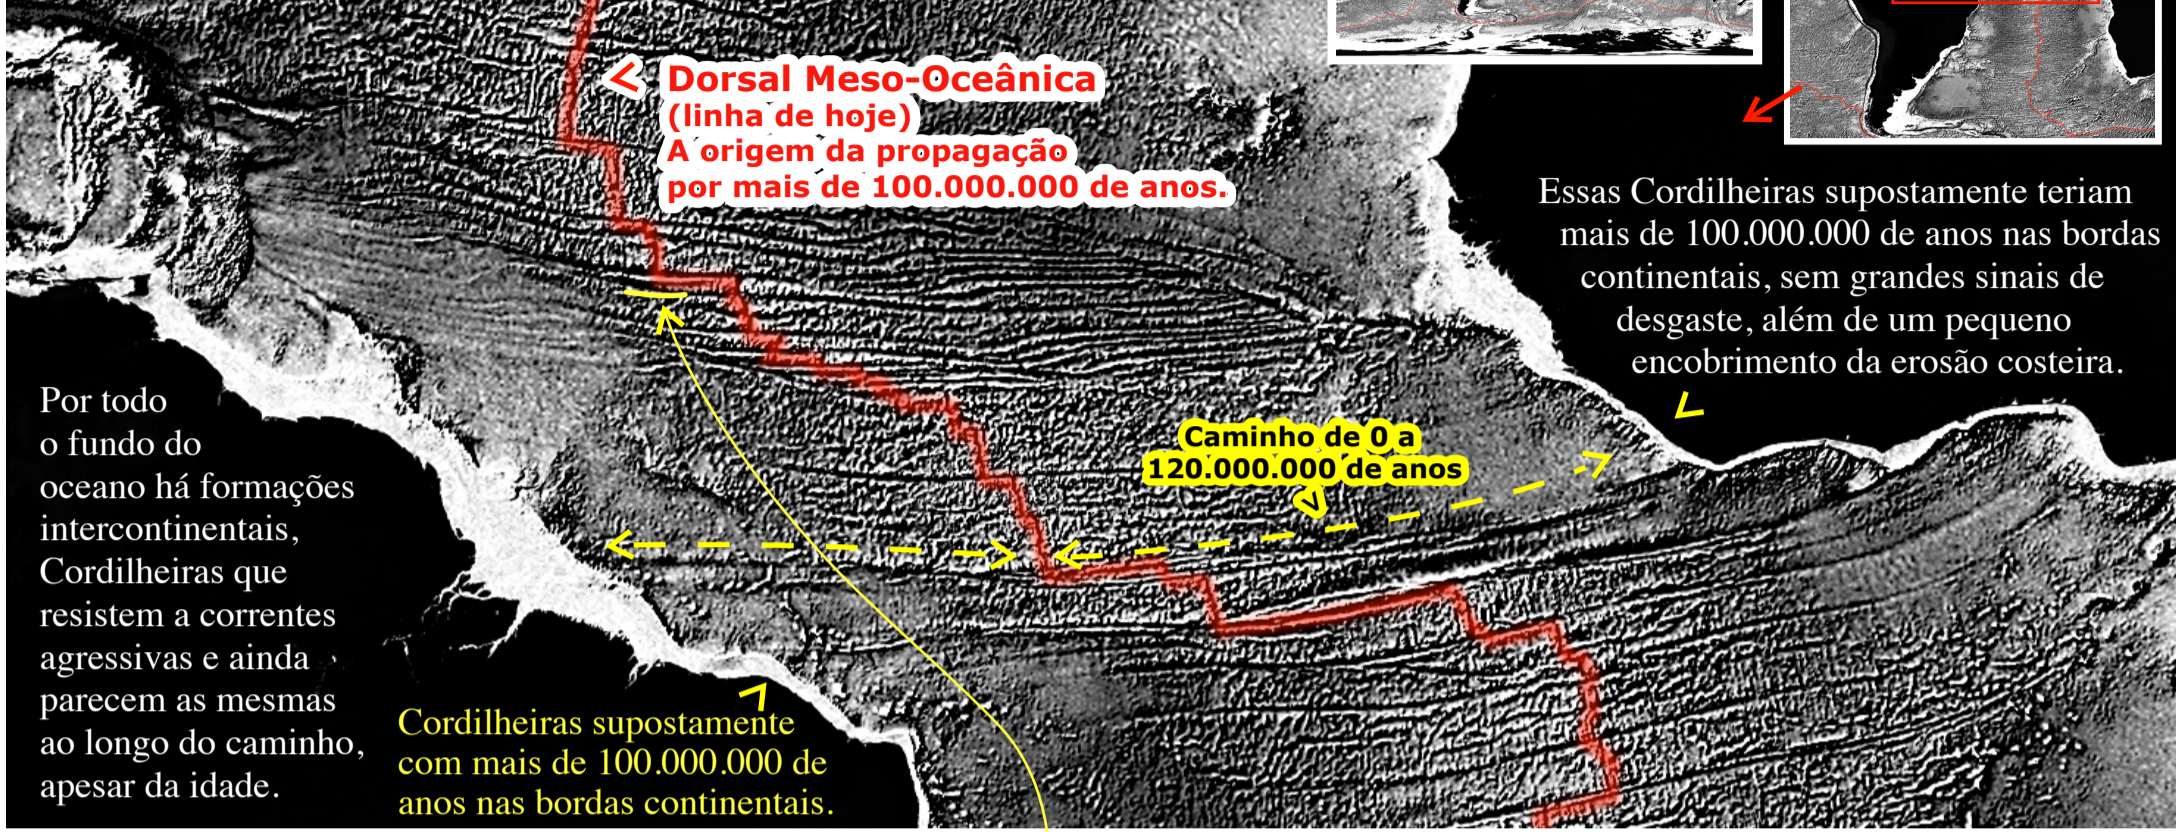 Dorsal Meso-Oceânica
(linha de hoje)
A origem da propagação
por mais de 100.000.000 de anos.
Essas Cordilheiras supostamente teriam
mais de 100.000.000 de anos nas bordas
continentais, sem grandes sinais de
desgaste, além de um pequeno
encobrimento da erosão costeira.
Por todo
o fundo do
oceano há formações
intercontinentais,
Cordilheiras que
resistem a correntes
agressivas e ainda
parecem as mesmas
ao longo do caminho,
apesar da idade.
Caminho de 0 a
120.000.000 de anos
Cordilheiras supostamente
com mais de 100.000.000 de
anos nas bordas continentais.